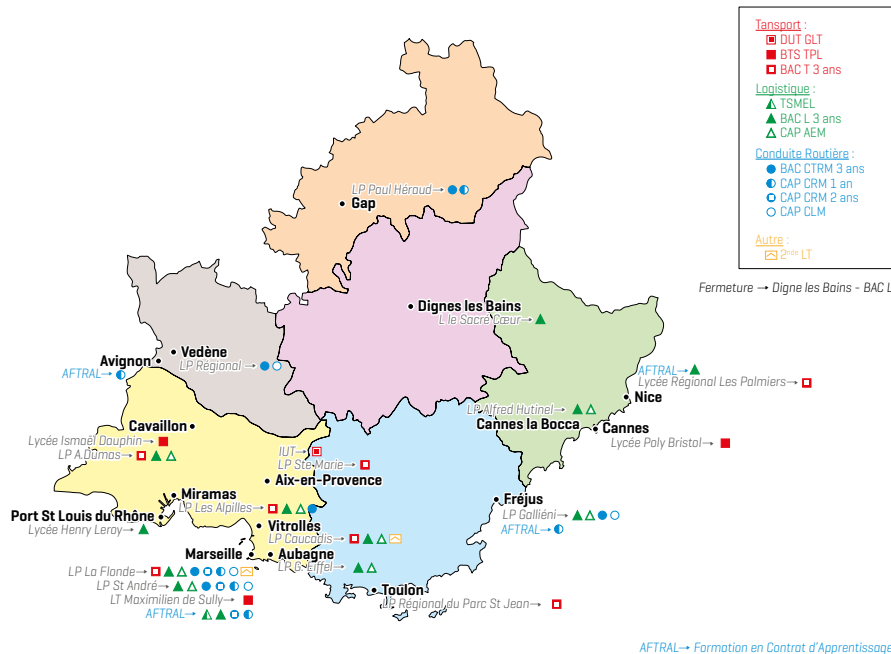 Transport :
DUT GLT
BTS TPL
BAC T 3 ans
Logistique :
TSMEL
BAC L 3 ans
CAP AEM
Conduite Routière :
BAC CTRM 3 ans
CAP CRM 1 an
CAP CRM 2 ans
CAP CLM
Autre :
2nde LT
Fermeture → Digne les Bains - BAC L
LP Paul Héraud→
Gap
Dignes les Bains
L le Sacré Cœur→
Vedène
LP Régional→
Avignon
AFTRAL→
AFTRAL→
Lycée Régional Les Palmiers→
Nice
LP Alfred Hutinel→
Cannes la Bocca
Cannes
Lycée Poly Bristol→
Cavaillon
Lycée Ismaël Dauphin→
LP A.Dumas→
IUT→
LP Ste Marie→
Aix-en-Provence
Miramas
LP Les Alpilles→
Port St Louis du Rhône
Lycée Henry Leroy→
Fréjus
LP Galliéni→
AFTRAL→
Vitrolles
LP Caucadis→
Marseille
Aubagne
LP G. Eiffel
LP La Flonde→
LP St André→
LT Maximilien de Sully→
AFTRAL→
Toulon
LP Régional du Parc St Jean→
AFTRAL→ Formation en Contrat d'Apprentissage